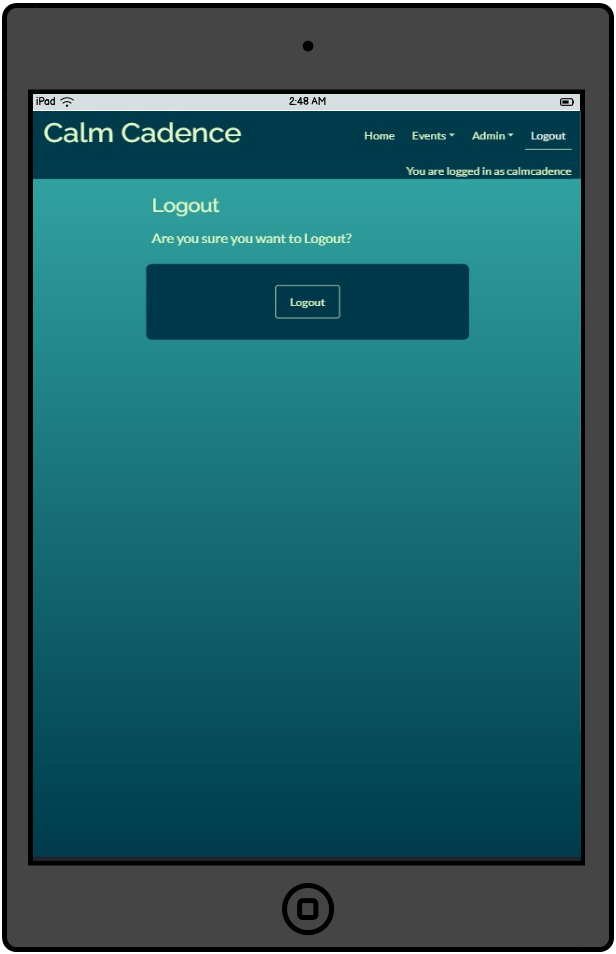 iPad 2:48 AM
Calm Cadence Home Events Admin Logout
You are logged in as calmcadence
Logout
Are you sure you want to Logout?
Logout